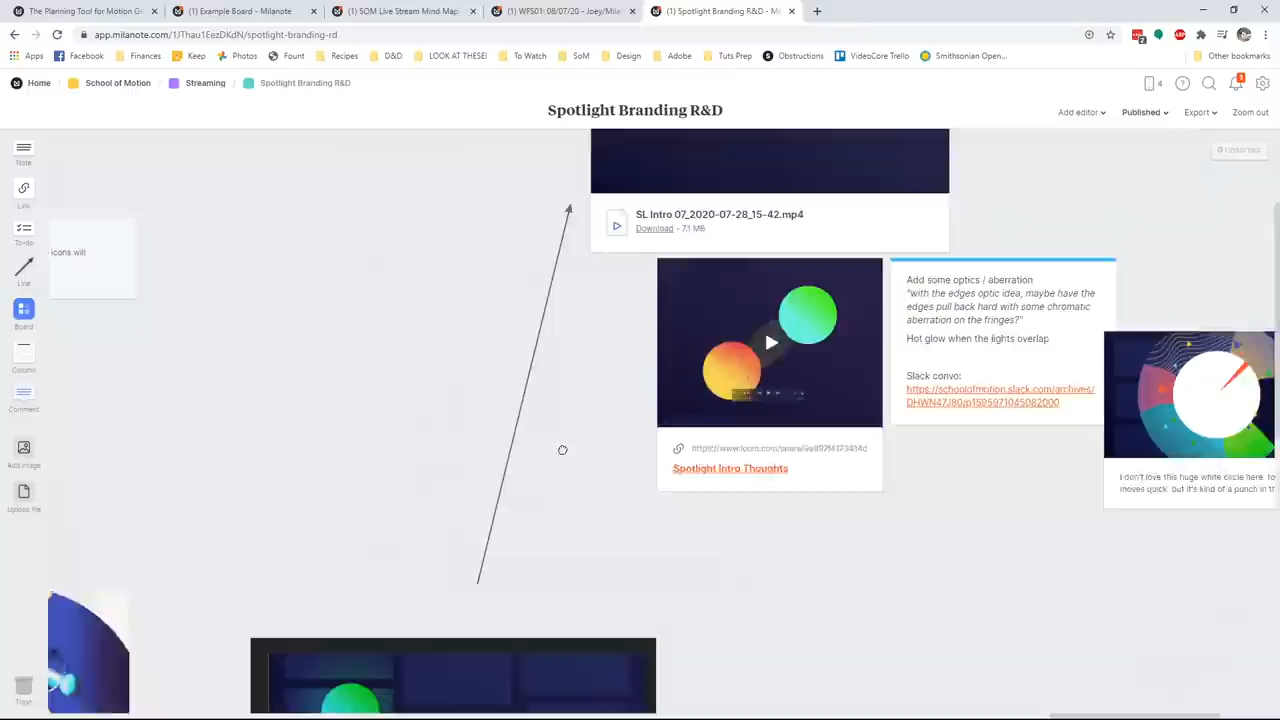 (1) The Planning Tool for Motion Gr
(1) Example Board - Milanote
(1) SOM Live Stream Mind Map
(1) WFS01: 08/07/20 - Joey/Mila
(1) Spotlight Branding R&D - Mi
app.milanote.com/1JThau1EezDKdN/spotlight-branding-rd
Apps
Facebook
Finances
Keep
Photos
Fount
Recipes
D&D
LOOK AT THESE!
To Watch
SoM
Design
Adobe
Tuts Prep
Obstructions
VideoCore Trello
Smithsonian Open...
Other bookmarks
Home
School of Motion
Streaming
Spotlight Branding R&D
4
1
Spotlight Branding R&D
Add editor
Published
Export
Zoom out
Note
Link
To-do
Line
Board
Column
Comment
Add image
Upload file
Trash
0 Unsorted
icons will
SL Intro 07_2020-07-28_15-42.mp4
Download - 7.1 MB
Add some optics / aberration
"with the edges optic idea, maybe have the
edges pull back hard with some chromatic
aberration on the fringes?"
Hot glow when the lights overlap
Slack convo:
https://schoolofmotion.slack.com/archives/
Spotlight Intro Thoughts
I don't love this huge white circle here
moves quick, but it's kind of a punch in th